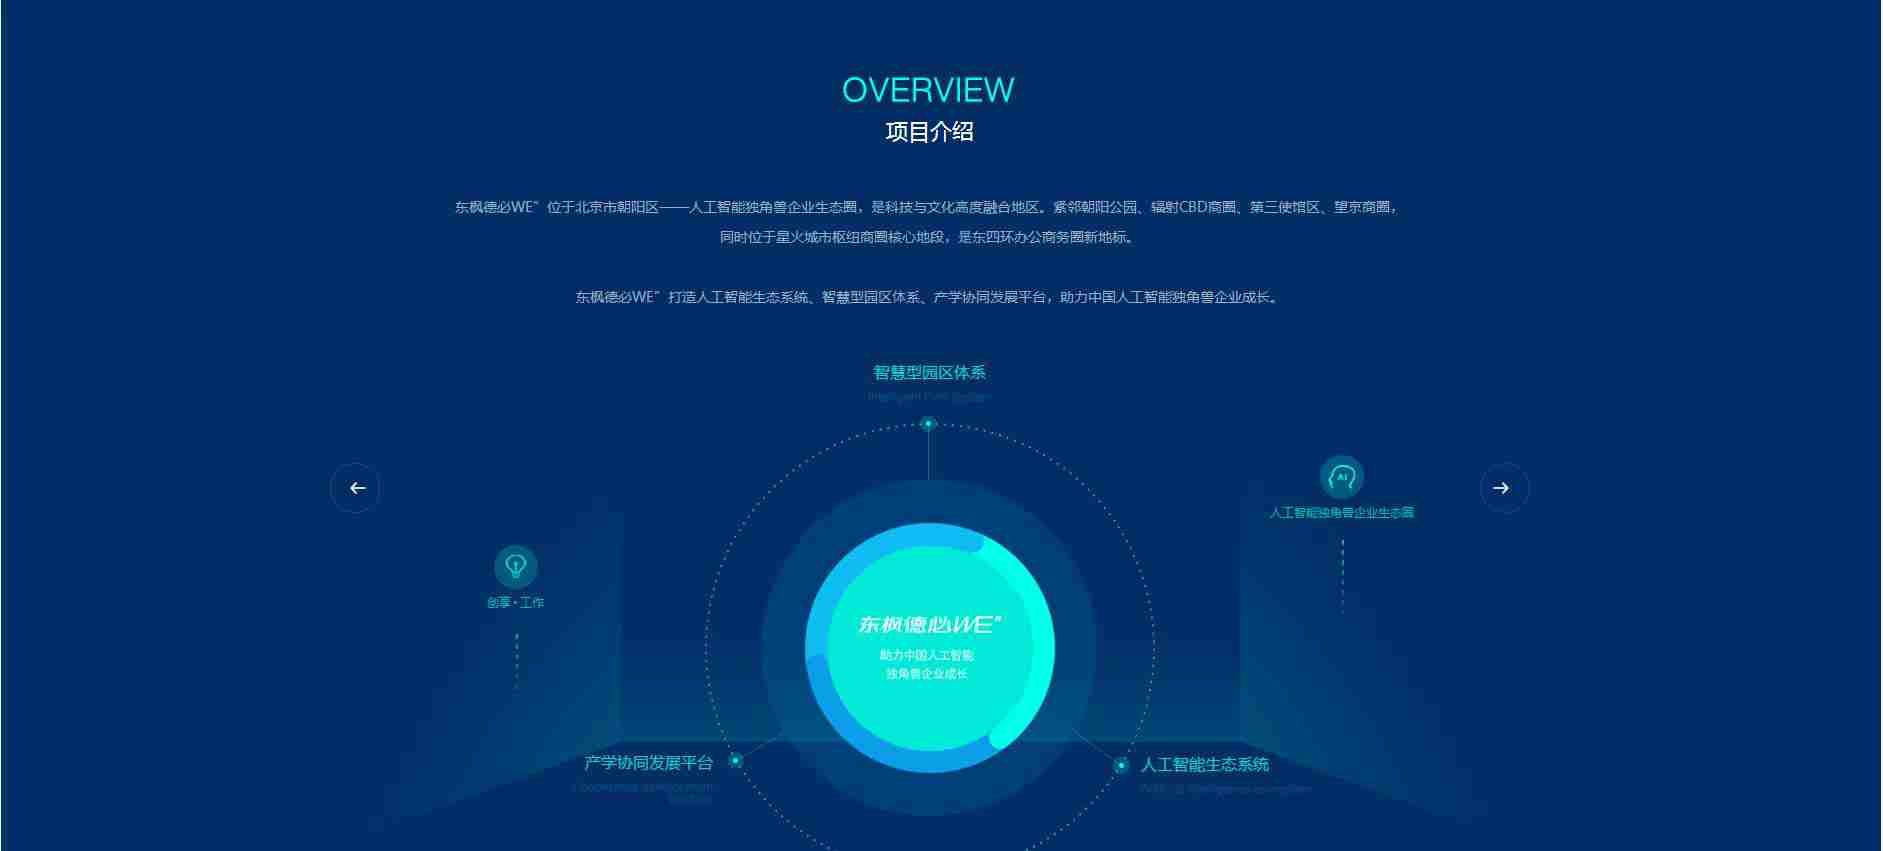 OVERVIEW
项目介绍
东枫德必WE”位于北京市朝阳区——人工智能独角兽企业生态圈，是科技与文化高度融合地区。紧邻朝阳公园、辐射CBD商圈、第三使馆区、望京商圈，
同时位于星火城市枢纽商圈核心地段，是东四环办公商务圈新地标。
东枫德必WE”打造人工智能生态系统、智慧型园区体系、产学协同发展平台，助力中国人工智能独角兽企业成长。
智慧型园区体系
Intelligent Park System
AI
人工智能独角兽企业生态圈
创享·工作
东枫德必WE”
助力中国人工智能
独角兽企业成长
产学协同发展平台
人工智能生态系统